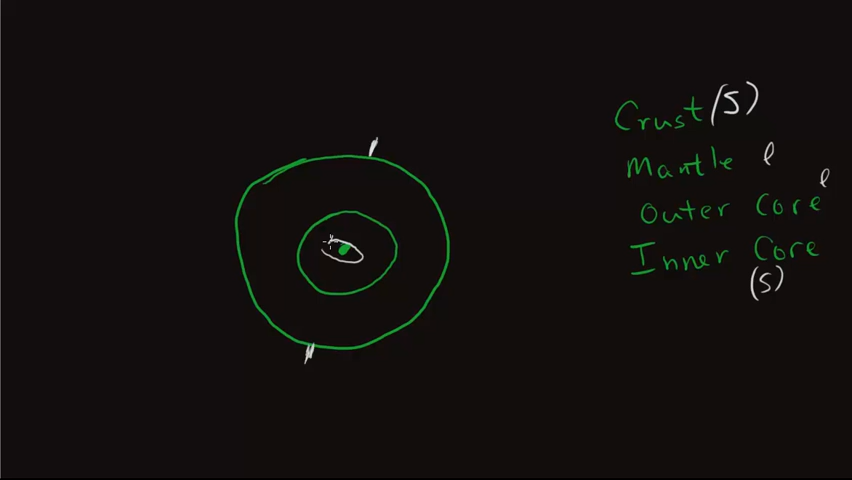 Crust (S)
Mantle l
Outer Core l
Inner Core
(S)